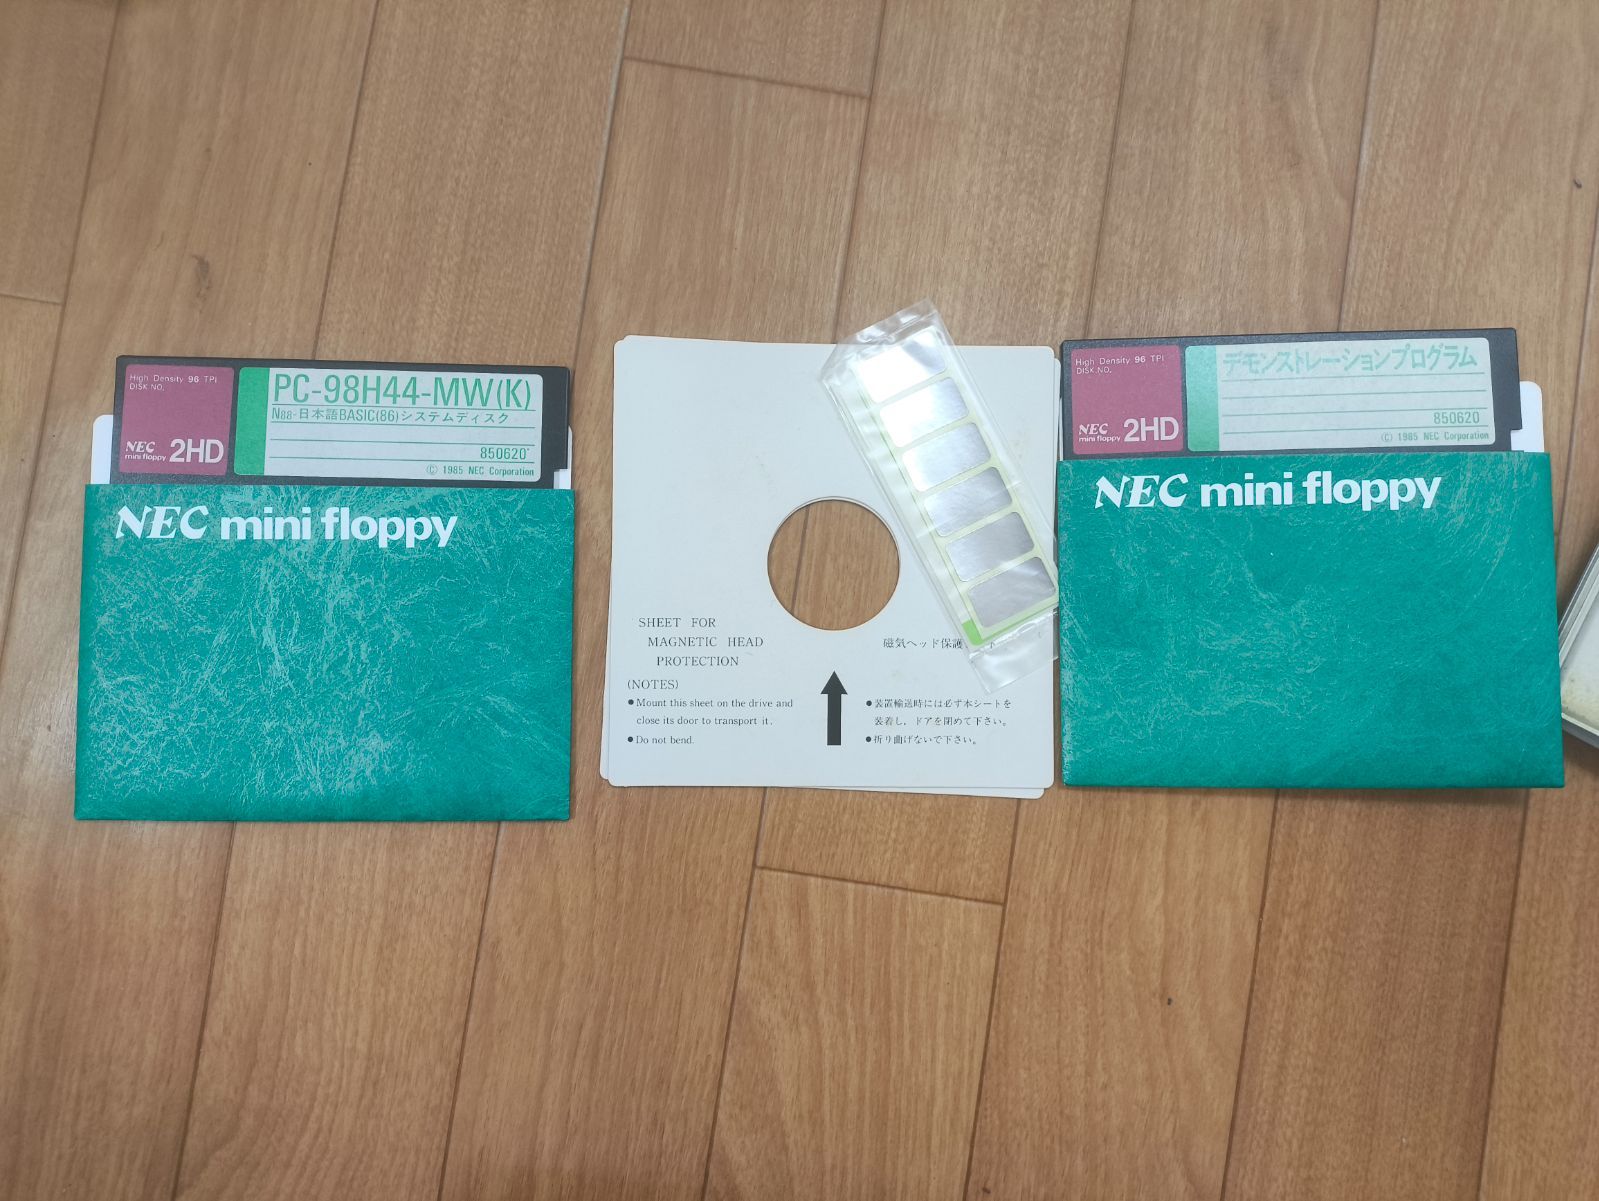 High Density 96 TPI
DISK NO.
NEC
mini floppy 2HD
PC-98H44-MW(K)
N88-日本語BASIC(86)システムディスク
850620
© 1985 NEC Corporation
NEC mini floppy
SHEET FOR
MAGNETIC HEAD
PROTECTION
(NOTES)
●Mount this sheet on the drive and
close its door to transport it.
●Do not bend.
磁気ヘッド保護
●装置輸送時には必ず本シートを
装着し，ドアを閉めて下さい。
●折り曲げないで下さい。
High Density 96 TPI
DISK NO.
NEC
mini floppy 2HD
デモンストレーションプログラム
850620
© 1985 NEC Corporation
NEC mini floppy